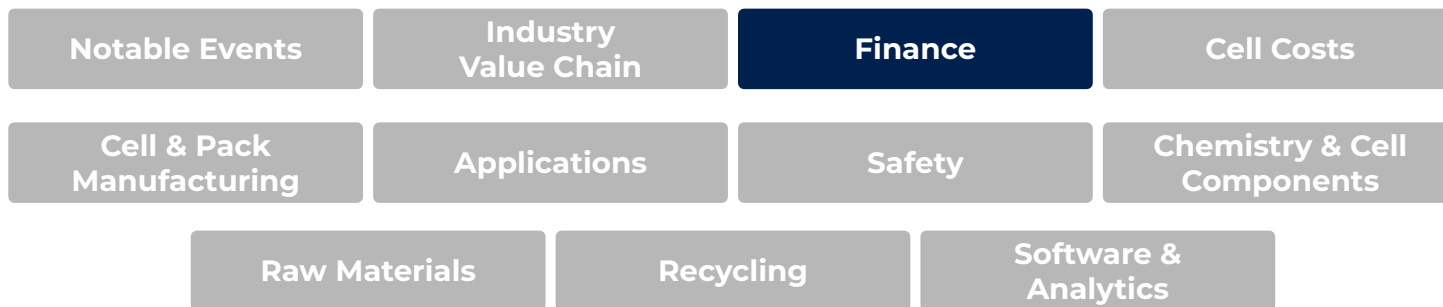 Notable Events
Industry
Value Chain
Finance
Cell Costs
Cell & Pack
Manufacturing
Applications
Safety
Chemistry & Cell
Components
Raw Materials
Recycling
Software &
Analytics